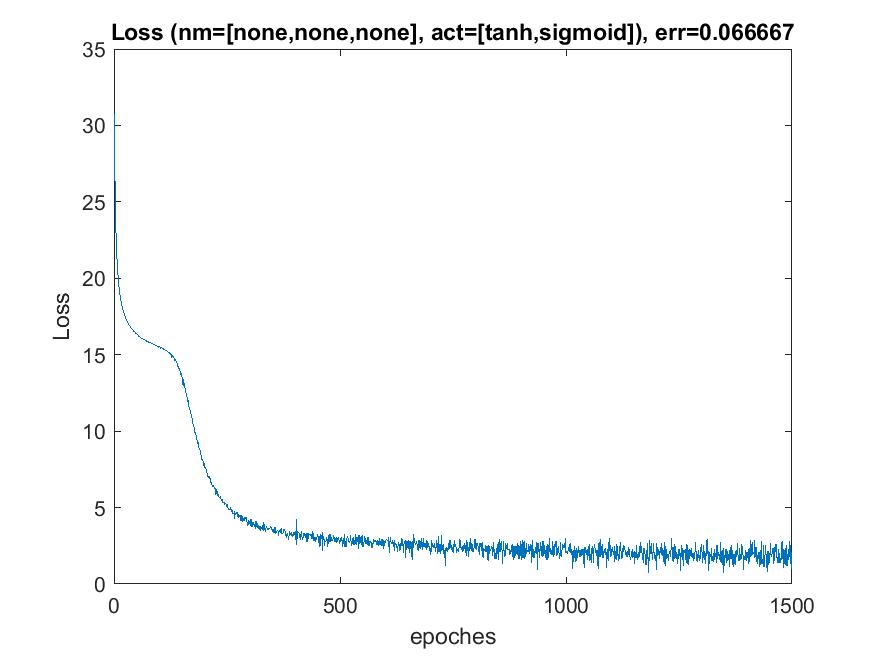 Loss (nm=[none,none,none], act=[tanh,sigmoid]), err=0.066667
35
30
25
20
15
10
5
0
Loss
0 500 1000 1500
epoches